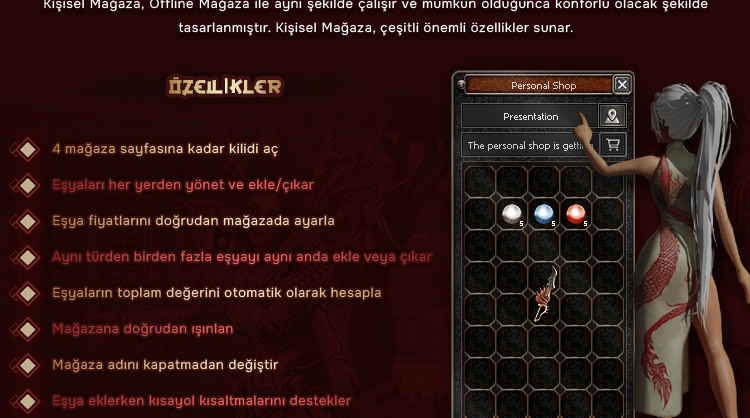 Kişisel Mağaza, Offline Mağaza ile aynı şekilde çalışır ve mümkün olduğunca konforlu olacak şekilde
tasarlanmıştır. Kişisel Mağaza, çeşitli önemli özellikler sunar.
ÖZELLİKLER
4 mağaza sayfasına kadar kilidi aç
Eşyaları her yerden yönet ve ekle/çıkar
Eşya fiyatlarını doğrudan mağazada ayarla
Aynı türden birden fazla eşyayı aynı anda ekle veya çıkar
Eşyaların toplam değerini otomatik olarak hesapla
Mağazana doğrudan ışınlan
Mağaza adını kapatmadan değiştir
Eşya eklerken kısayol kısaltmalarını destekler
Personal Shop
Presentation
The personal shop is gettin
5 5 5